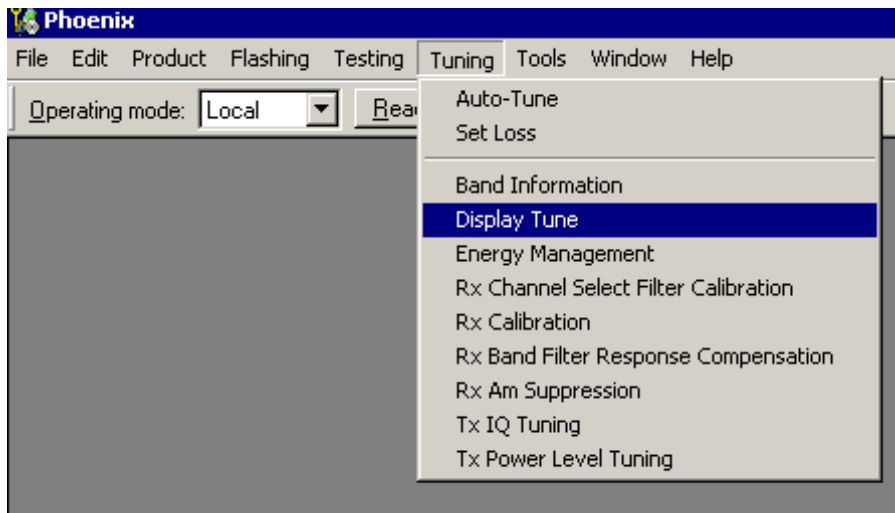 Phoenix
File Edit Product Flashing Testing Tuning Tools Window Help
Operating mode: Local
Auto-Tune
Set Loss
Band Information
Display Tune
Energy Management
Rx Channel Select Filter Calibration
Rx Calibration
Rx Band Filter Response Compensation
Rx Am Suppression
Tx IQ Tuning
Tx Power Level Tuning